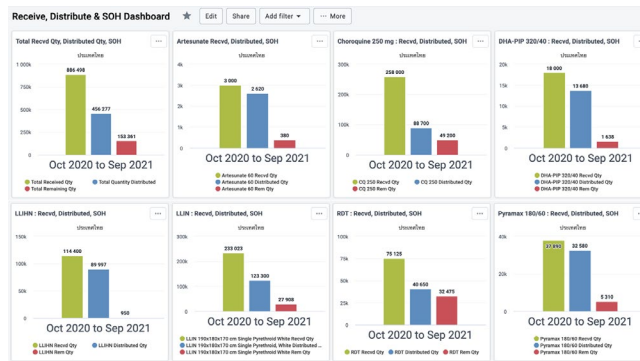 Receive, Distribute & SOH Dashboard
Edit
Share
Add filter
More
Total Recvd Qty, Distributed Qty, SOH
ประเทศไทย
1 000k
750k
500k
250k
0
886 498
456 277
153 361
Oct 2020 to Sep 2021
Total Received Qty
Total Quantity Distributed
Total Remaining Qty
Artesunate Recvd, Distributed, SOH
ประเทศไทย
4k
3k
2k
1k
0
3 000
2 620
380
Oct 2020 to Sep 2021
Artesunate 60 Recvd Qty
Artesunate 60 Distributed Qty
Artesunate 60 Rem Qty
Choroquine 250 mg : Recvd, Distributed, SOH
ประเทศไทย
300k
200k
100k
0
258 000
88 700
49 200
Oct 2020 to Sep 2021
CQ 250 Recvd Qty
CQ 250 Distributed Qty
CQ 250 Rem Qty
DHA-PIP 320/40 : Recvd, Distributed, SOH
ประเทศไทย
20k
15k
10k
5k
0
18 000
13 680
1 638
Oct 2020 to Sep 2021
DHA-PIP 320/40 Recvd Qty
DHA-PIP 320/40 Distributed Qty
DHA-PIP 320/40 Rem Qty
LLIHN : Recvd, Distributed, SOH
ประเทศไทย
150k
100k
50k
0
114 400
89 997
950
Oct 2020 to Sep 2021
LLIHN Recvd Qty
LLIHN Distributed Qty
LLIHN Rem Qty
LLIN : Recvd, Distributed, SOH
ประเทศไทย
300k
200k
100k
0
233 023
123 300
27 908
Oct 2020 to Sep 2021
LLIN 190x180x170 cm Single Pyrethroid White Recvd Qty
LLIN 190x180x170 cm Single Pyrethroid White Distributed ...
LLIN 190x180x170 cm Single Pyrethroid White Rem Qty
RDT : Recvd, Distributed, SOH
ประเทศไทย
100k
75k
50k
25k
0
75 125
40 650
32 475
Oct 2020 to Sep 2021
RDT Recvd Qty
RDT Distributed Qty
RDT Rem Qty
Pyramax 180/60 : Recvd, Distributed, SOH
ประเทศไทย
40k
20k
0
37 890
32 580
5 310
Oct 2020 to Sep 2021
Pyramax 180/60 Recvd Qty
Pyramax 180/60 Distributed Qty
Pyramax 180/60 Rem Qty